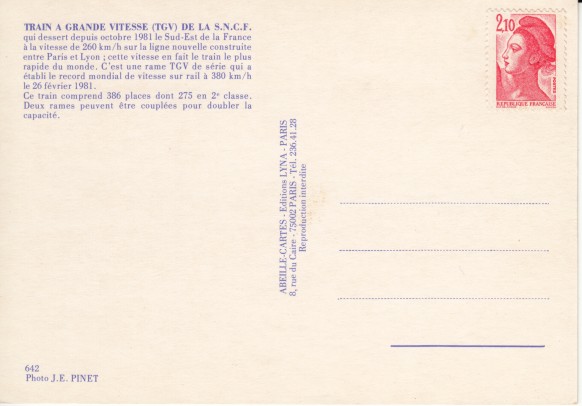 TRAIN A GRANDE VITESSE (TGV) DE LA S.N.C.F.
qui dessert depuis octobre 1981 le Sud-Est de la France
à la vitesse de 260 km/h sur la ligne nouvelle construite
entre Paris et Lyon ; cette vitesse en fait le train le plus
rapide du monde. C'est une rame TGV de série qui a
établi le record mondial de vitesse sur rail à 380 km/h
le 26 février 1981.
Ce train comprend 386 places dont 275 en 2e classe.
Deux rames peuvent être couplées pour doubler la
capacité.
2,10
POSTES
REPUBLIQUE FRANÇAISE
ABEILLE-CARTES - Editions LYNA - PARIS
8, rue du Caire - 75002 PARIS - Tél. 236.41.28
Reproduction interdite
642
Photo J.E. PINET